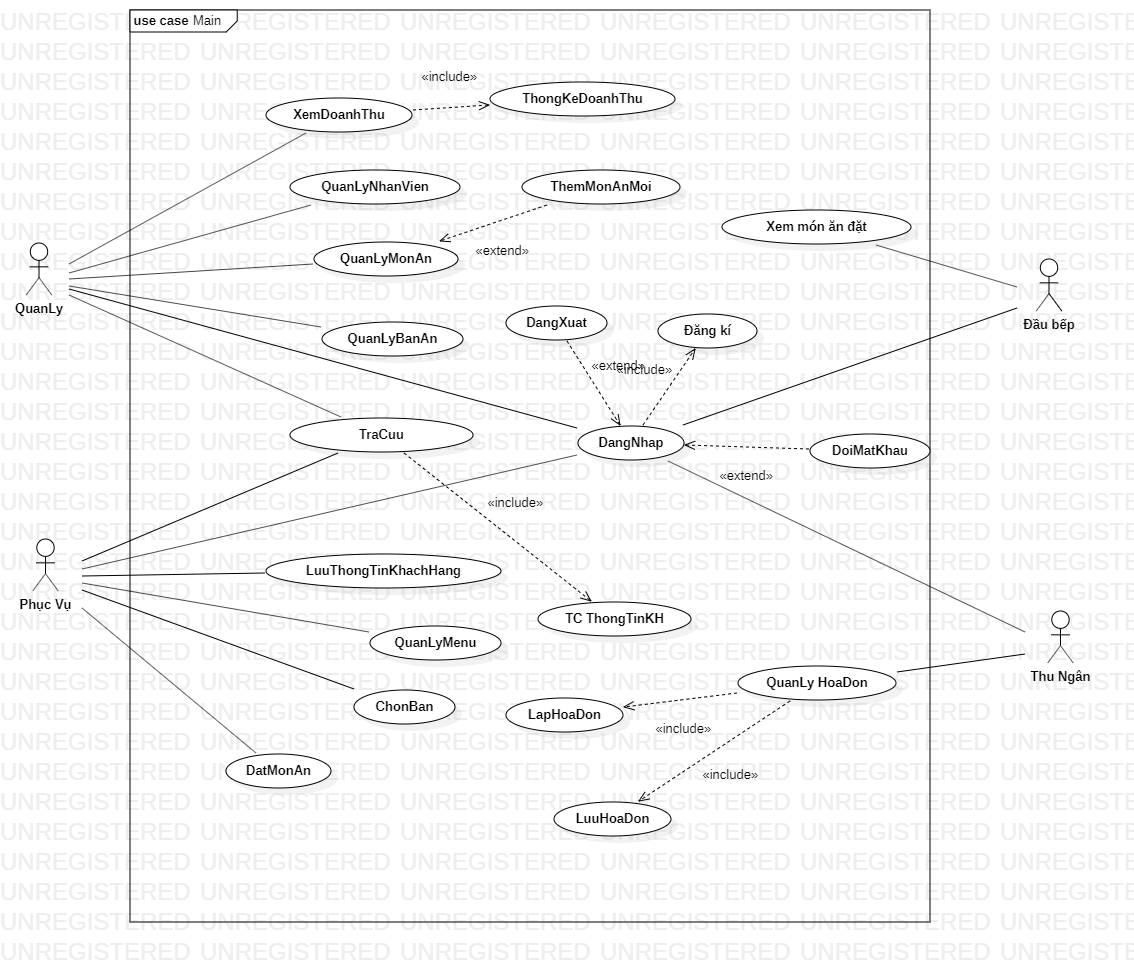 use case Main
«include»
ThongKeDoanhThu
XemDoanhThu
QuanLyNhanVien
ThemMonAnMoi
Xem món ăn đặt
QuanLyMonAn
«extend»
QuanLy
Đầu bếp
DangXuat
Đăng kí
QuanLyBanAn
«extend»
«include»
TraCuu
DangNhap
DoiMatKhau
«extend»
«include»
LuuThongTinKhachHang
Phục Vụ
TC ThongTinKH
QuanLyMenu
Thu Ngân
QuanLy HoaDon
ChonBan
LapHoaDon
«include»
DatMonAn
«include»
LuuHoaDon
UNREGISTERED